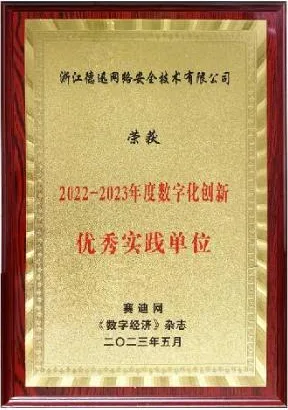 浙江德迅网络安全技术有限公司
荣获
2022-2023年度数字化创新
优秀实践单位
赛迪网
《数字经济》杂志
二〇二三年五月